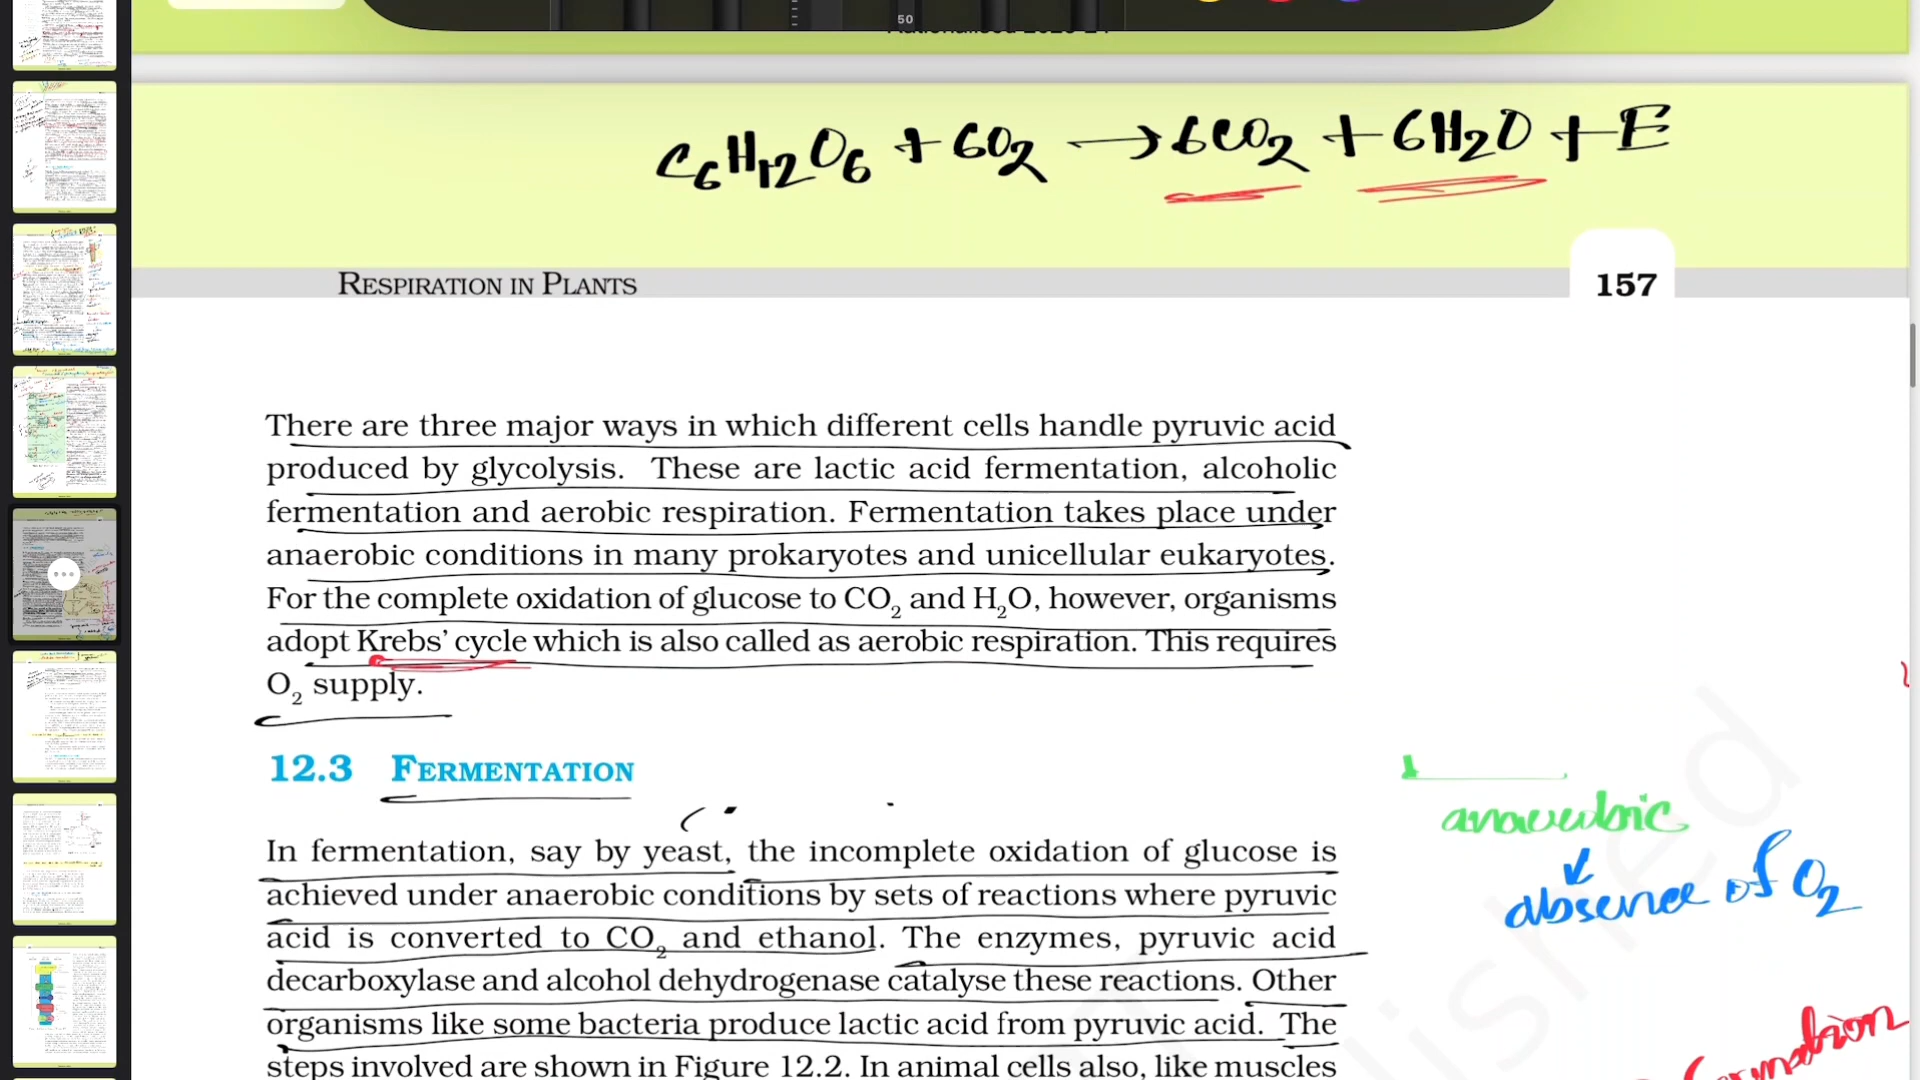 50
C6H12O6 + 6O2 → 6CO2 + 6H2O + E
RESPIRATION IN PLANTS
157
There are three major ways in which different cells handle pyruvic acid
produced by glycolysis. These are lactic acid fermentation, alcoholic
fermentation and aerobic respiration. Fermentation takes place under
anaerobic conditions in many prokaryotes and unicellular eukaryotes.
For the complete oxidation of glucose to CO₂ and H₂O, however, organisms
adopt Krebs’ cycle which is also called as aerobic respiration. This requires
O₂ supply.
12.3 FERMENTATION
anaerobic
absence of O2
In fermentation, say by yeast, the incomplete oxidation of glucose is
achieved under anaerobic conditions by sets of reactions where pyruvic
acid is converted to CO₂ and ethanol. The enzymes, pyruvic acid
decarboxylase and alcohol dehydrogenase catalyse these reactions. Other
organisms like some bacteria produce lactic acid from pyruvic acid. The
steps involved are shown in Figure 12.2. In animal cells also, like muscles